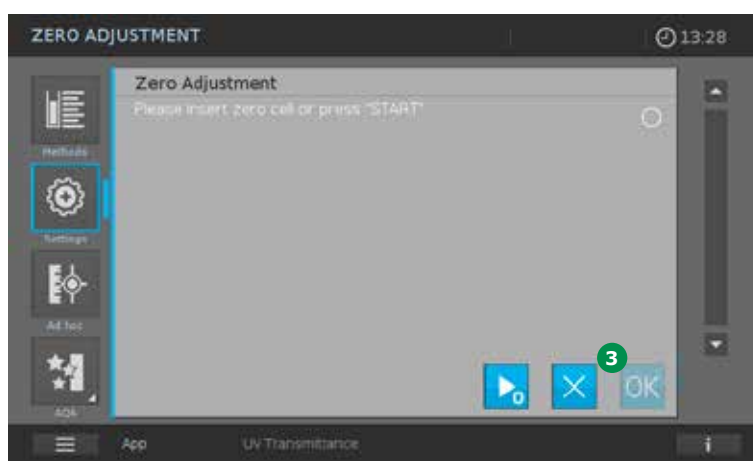 ZERO ADJUSTMENT
13:28
Zero Adjustment
Please insert zero cell or press "START"
Methods
Settings
Ad hoc
AQA
0
3
OK
App
UV Transmittance
i